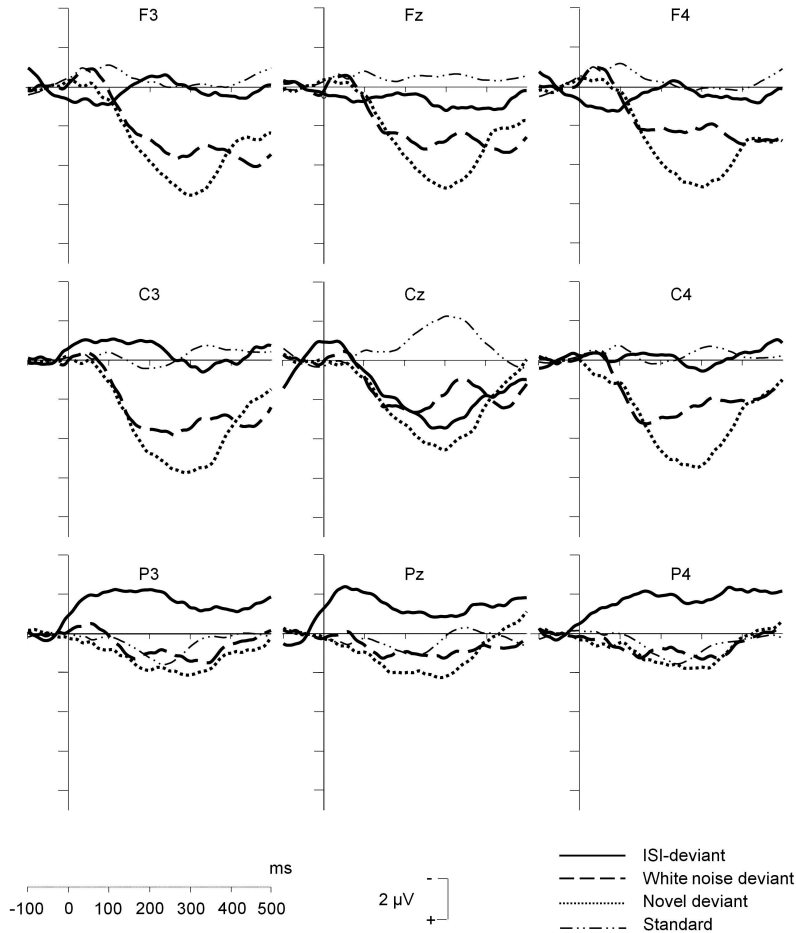 F3 Fz F4
C3 Cz C4
P3 Pz P4
ms
-100 0 100 200 300 400 500
-
2 µV
+
ISI-deviant
White noise deviant
Novel deviant
Standard